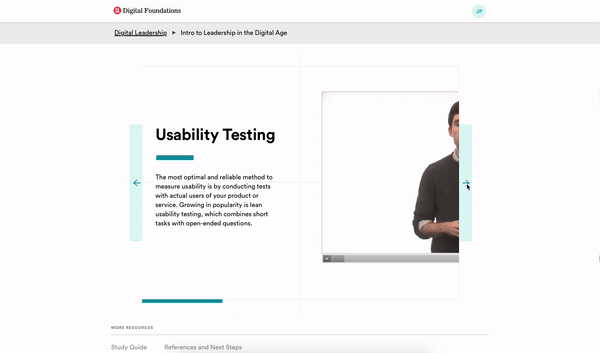 Digital Foundations
JP
Digital Leadership ▸ Intro to Leadership in the Digital Age
Usability Testing
The most optimal and reliable method to
measure usability is by conducting tests
with actual users of your product or
service. Growing in popularity is lean
usability testing, which combines short
tasks with open-ended questions.
MORE RESOURCES
Study Guide
References and Next Steps